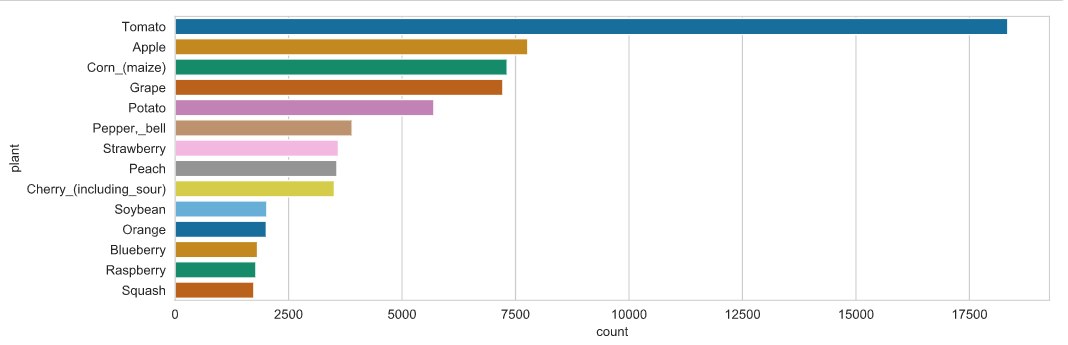 Tomato
Apple
Corn_(maize)
Grape
Potato
Pepper,_bell
Strawberry
Peach
Cherry_(including_sour)
Soybean
Orange
Blueberry
Raspberry
Squash
plant
0 2500 5000 7500 10000 12500 15000 17500
count